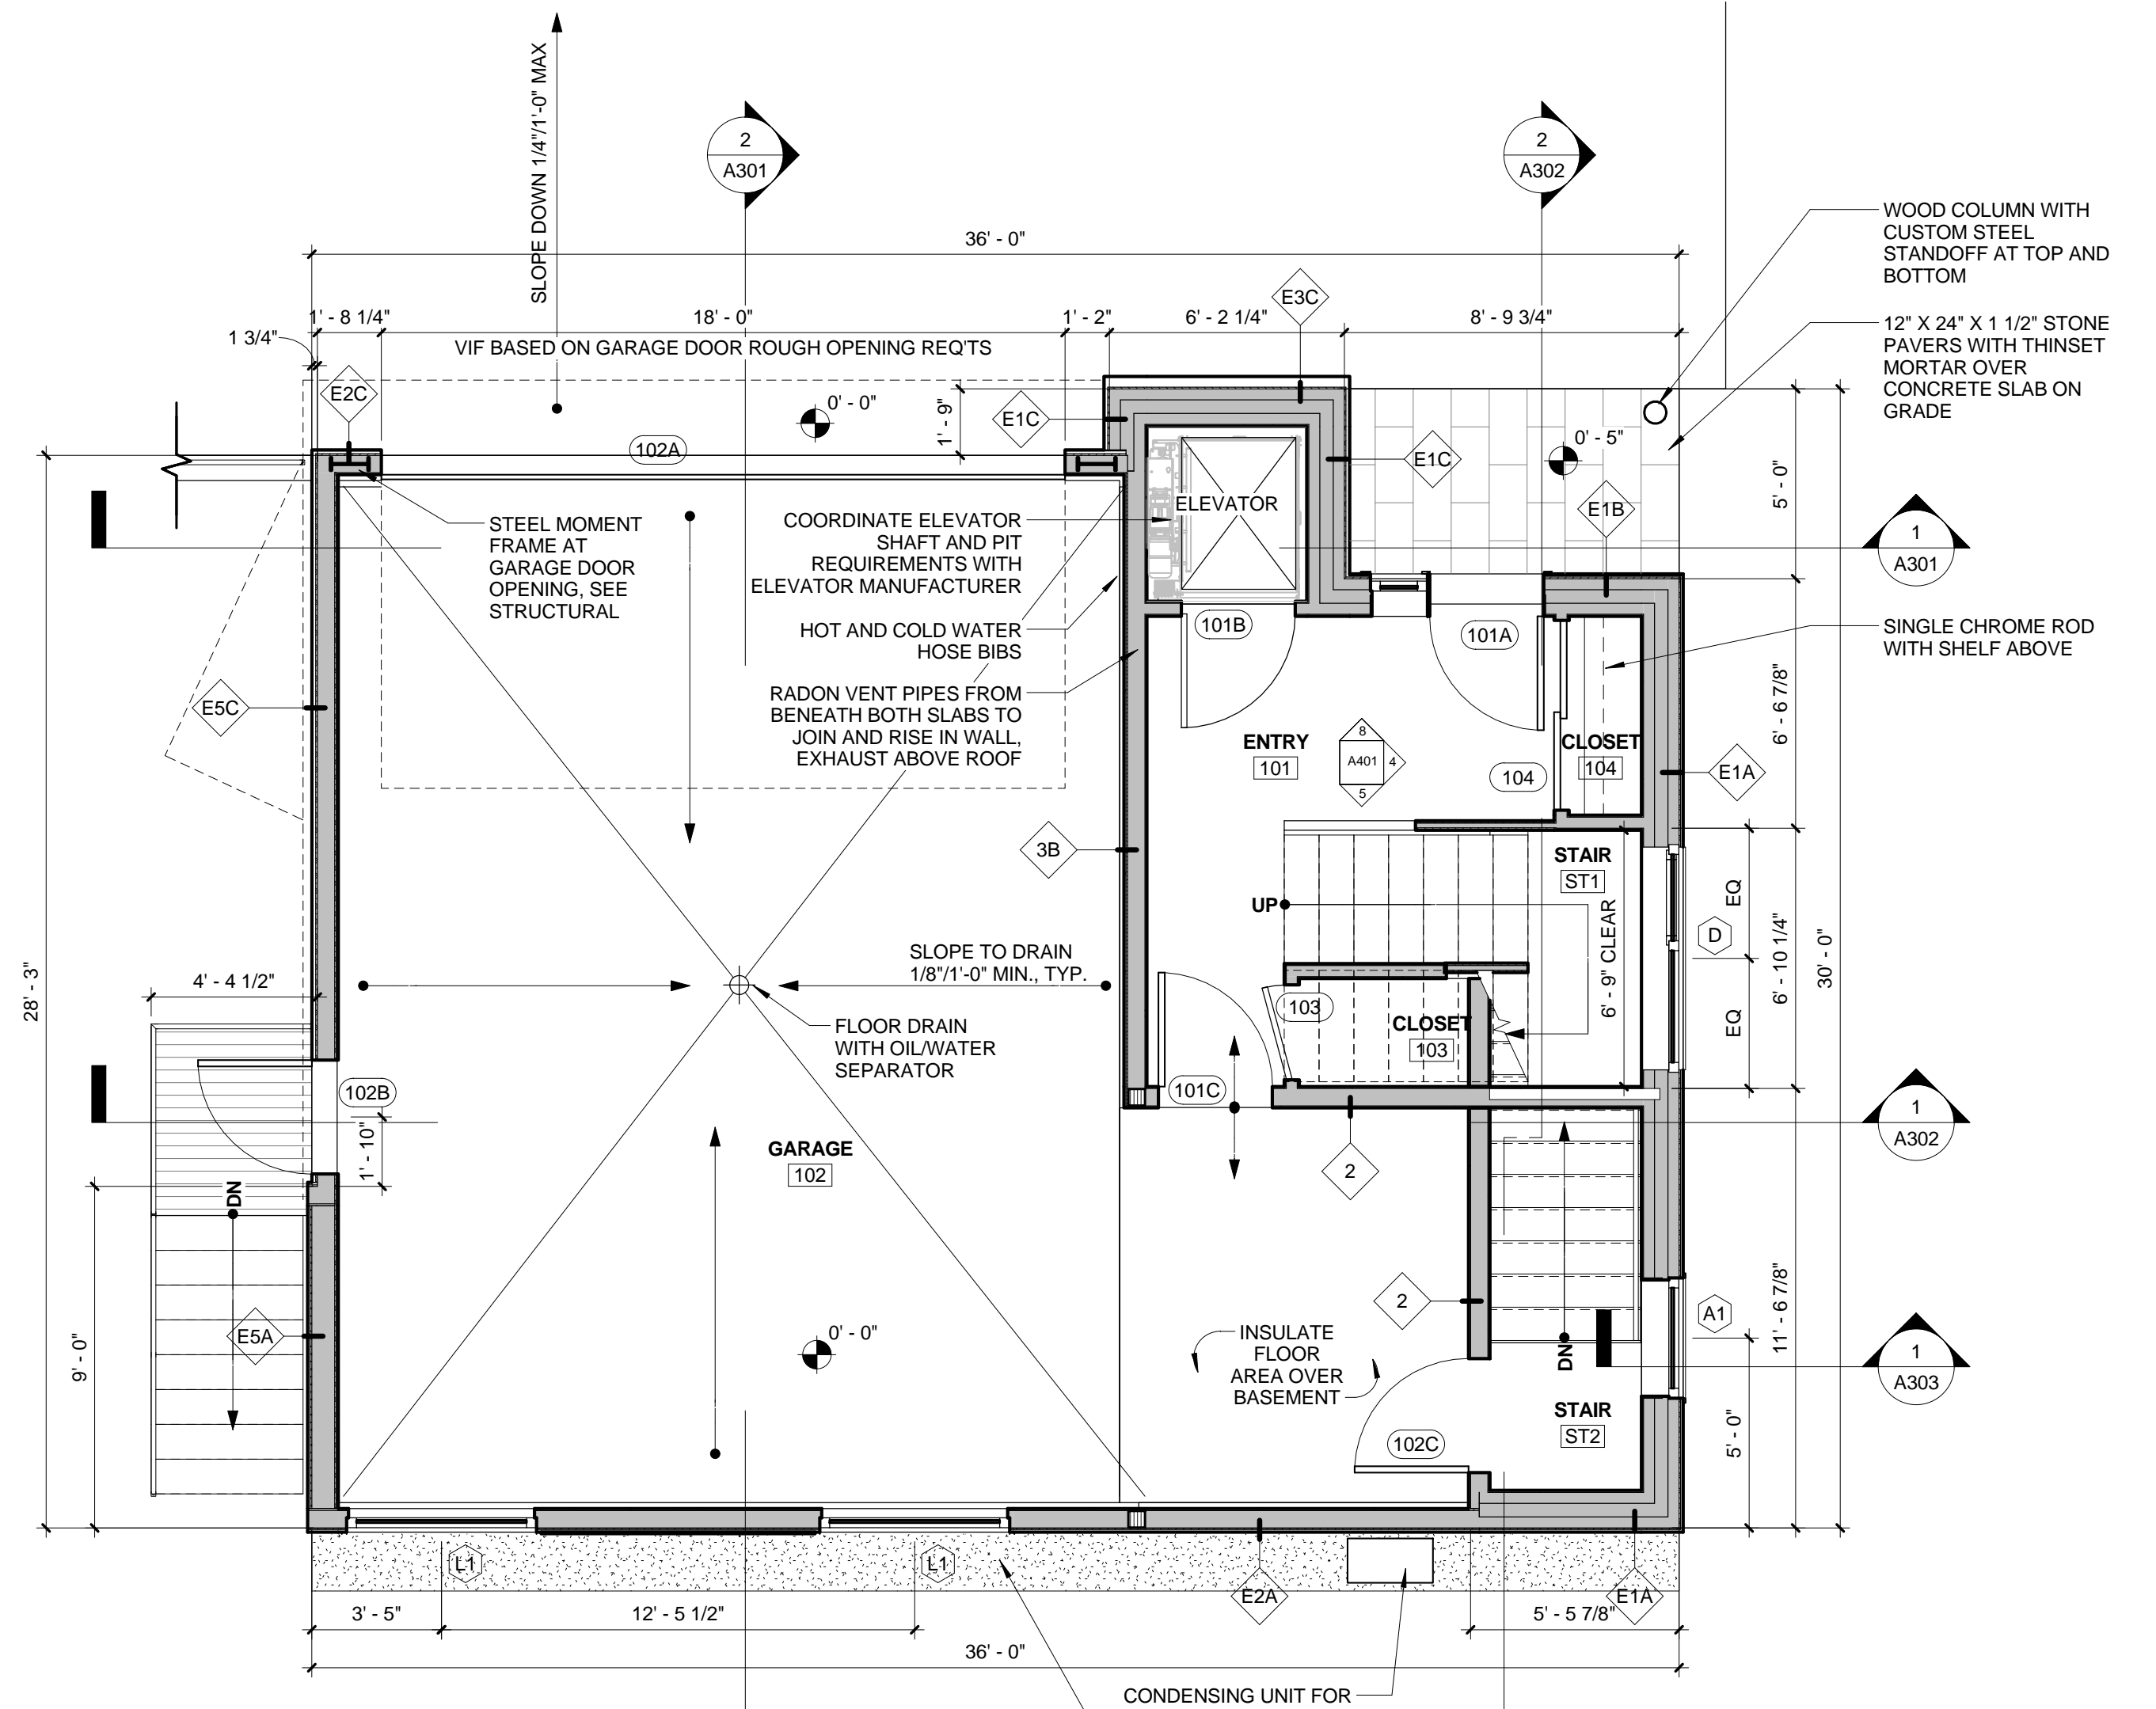 SLOPE DOWN 1/4"/1'-0" MAX
2
A301
2
A302
WOOD COLUMN WITH
CUSTOM STEEL
STANDOFF AT TOP AND
BOTTOM
36' - 0"
E3C
1' - 8 1/4"
18' - 0"
1' - 2"
6' - 2 1/4"
8' - 9 3/4"
1 3/4"
VIF BASED ON GARAGE DOOR ROUGH OPENING REQ'TS
12" X 24" X 1 1/2" STONE
PAVERS WITH THINSET
MORTAR OVER
CONCRETE SLAB ON
GRADE
E2C
0' - 0"
1' - 9"
E1C
102A
0' - 5"
E1C
ELEVATOR
E1B
5' - 0"
STEEL MOMENT
FRAME AT
GARAGE DOOR
OPENING, SEE
STRUCTURAL
COORDINATE ELEVATOR
SHAFT AND PIT
REQUIREMENTS WITH
ELEVATOR MANUFACTURER
1
A301
HOT AND COLD WATER
HOSE BIBS
101B
101A
SINGLE CHROME ROD
WITH SHELF ABOVE
RADON VENT PIPES FROM
BENEATH BOTH SLABS TO
JOIN AND RISE IN WALL,
EXHAUST ABOVE ROOF
E5C
ENTRY
101
8
A401
4
5
104
CLOSET
104
E1A
6' - 6 7/8"
3B
STAIR
ST1
UP
EQ
D
6' - 9" CLEAR
6' - 10 1/4"
30' - 0"
EQ
28' - 3"
4' - 4 1/2"
SLOPE TO DRAIN
1/8"/1'-0" MIN., TYP.
103
CLOSET
103
FLOOR DRAIN
WITH OIL/WATER
SEPARATOR
102B
101C
1' - 10"
GARAGE
102
2
1
A302
DN
9' - 0"
E5A
0' - 0"
2
INSULATE
FLOOR
AREA OVER
BASEMENT
DN
A1
11' - 6 7/8"
1
A303
STAIR
ST2
102C
5' - 0"
L1
L1
E2A
E1A
3' - 5"
12' - 5 1/2"
5' - 5 7/8"
36' - 0"
CONDENSING UNIT FOR